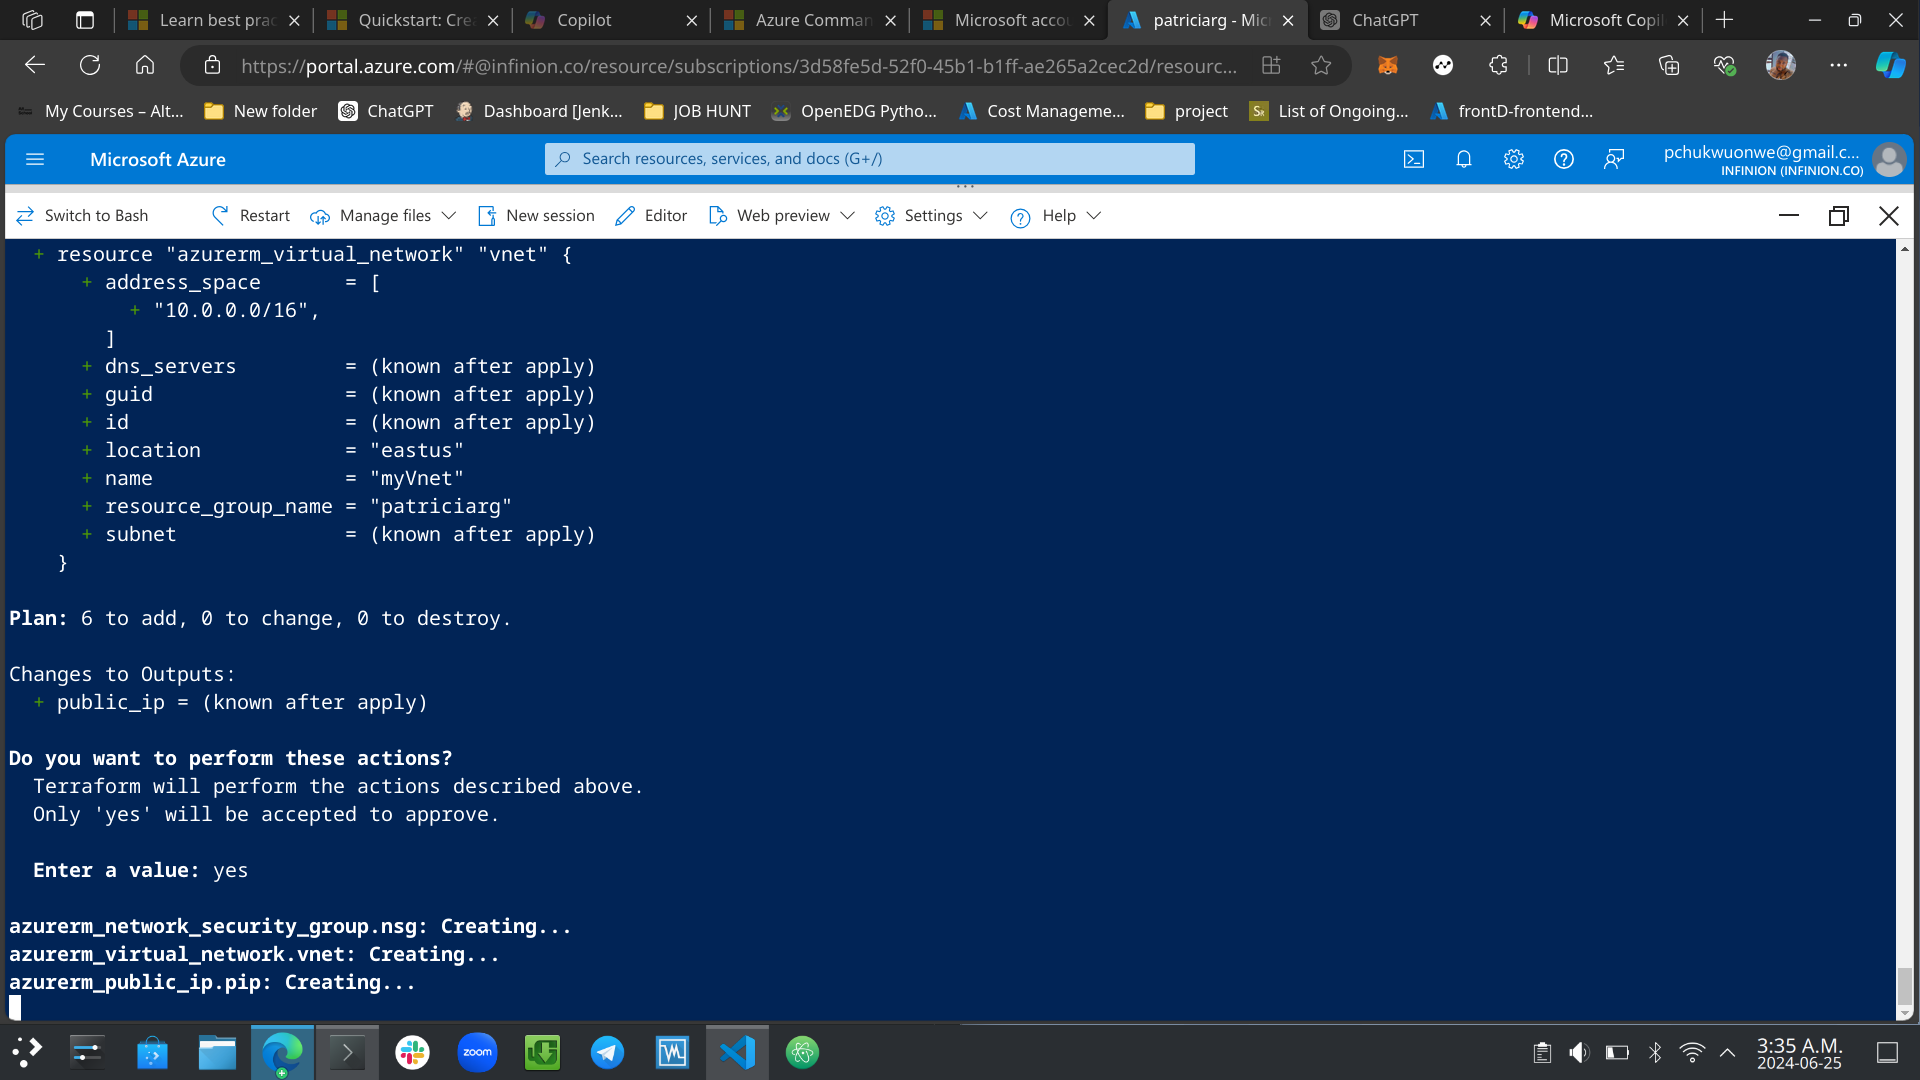 Learn best prac
Quickstart: Crea
Copilot
Azure Comman
Microsoft accou
patriciarg - Micr
ChatGPT
Microsoft Copil
https://portal.azure.com/#@infinion.co/resource/subscriptions/3d58fe5d-52f0-45b1-b1ff-ae265a2cec2d/resourc...
My Courses – Alt...
New folder
ChatGPT
Dashboard [Jenk...
JOB HUNT
OpenEDG Pytho...
Cost Manageme...
project
SR
List of Ongoing...
frontD-frontend...
Microsoft Azure
Search resources, services, and docs (G+/)
pchukwuonwe@gmail.c...
INFINION (INFINION.CO)
Switch to Bash
Restart
Manage files
New session
Editor
Web preview
Settings
Help
+ resource "azurerm_virtual_network" "vnet" {
+ address_space       = [
+ "10.0.0.0/16",
]
+ dns_servers         = (known after apply)
+ guid                = (known after apply)
+ id                  = (known after apply)
+ location            = "eastus"
+ name                = "myVnet"
+ resource_group_name = "patriciarg"
+ subnet              = (known after apply)
}
Plan: 6 to add, 0 to change, 0 to destroy.
Changes to Outputs:
+ public_ip = (known after apply)
Do you want to perform these actions?
Terraform will perform the actions described above.
Only 'yes' will be accepted to approve.
Enter a value: yes
azurerm_network_security_group.nsg: Creating...
azurerm_virtual_network.vnet: Creating...
azurerm_public_ip.pip: Creating...
zoom
3:35 A.M.
2024-06-25